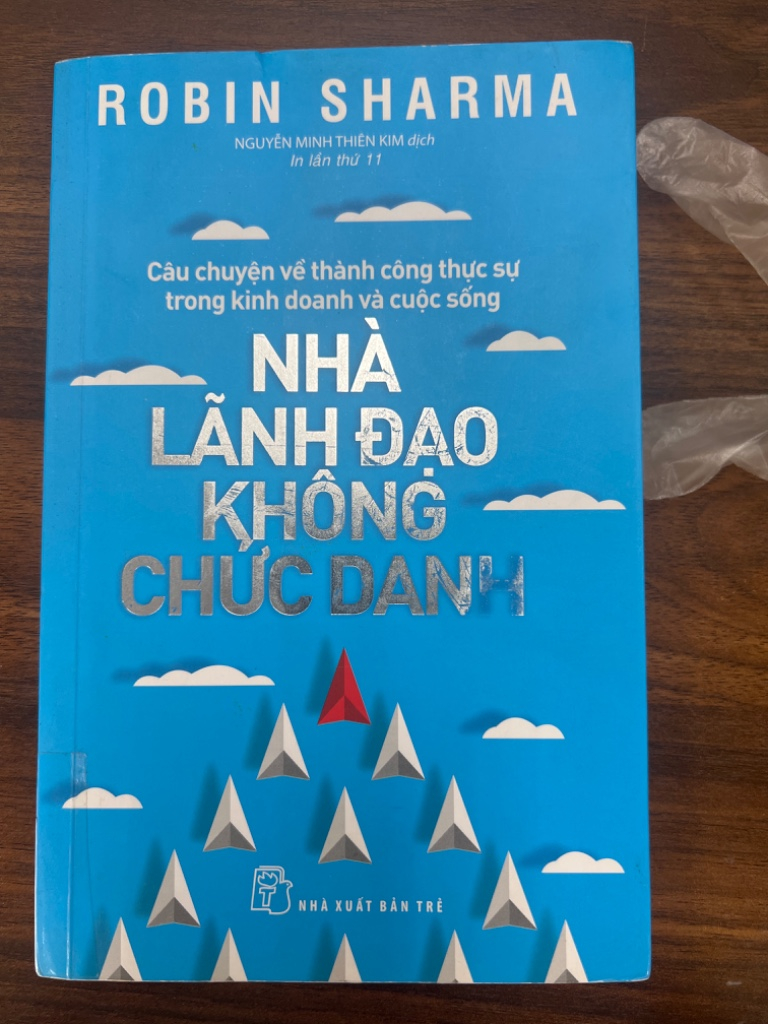 ROBIN SHARMA
NGUYỄN MINH THIÊN KIM dịch
In lần thứ 11
Câu chuyện về thành công thực sự
trong kinh doanh và cuộc sống
NHÀ
LÃNH ĐẠO
KHÔNG
CHỨC DANH
T
NHÀ XUẤT BẢN TRẺ